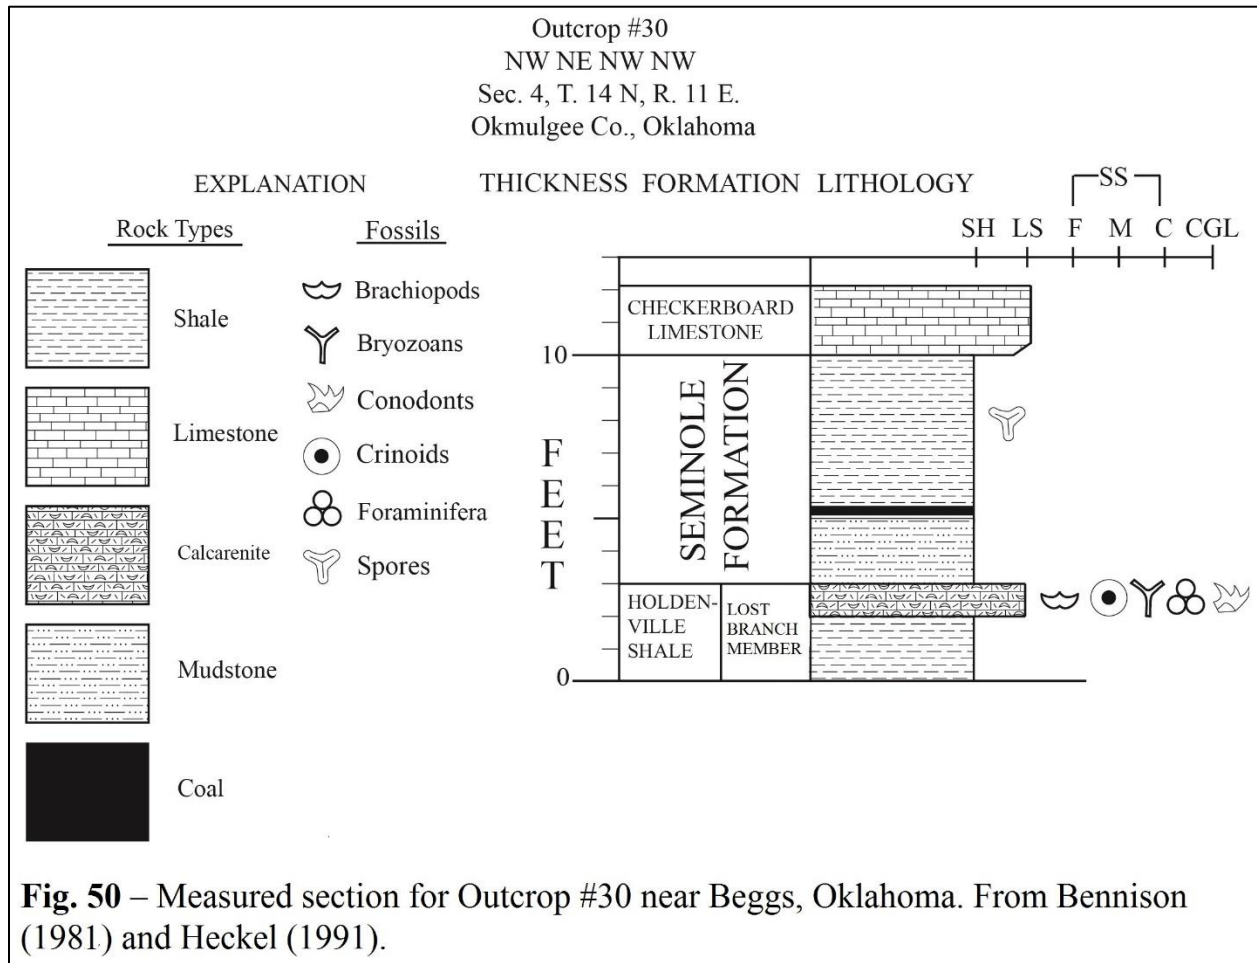 Outcrop #30
NW NE NW NW
Sec. 4, T. 14 N, R. 11 E.
Okmulgee Co., Oklahoma
EXPLANATION
Rock Types
Shale
Limestone
Calcarenite
Mudstone
Coal
Fossils
Brachiopods
Bryozoans
Conodonts
Crinoids
Foraminifera
Spores
THICKNESS FORMATION LITHOLOGY
SS
SH LS F M C CGL
10
0
FEET
CHECKERBOARD
LIMESTONE
SEMINOLE
FORMATION
HOLDEN-
VILLE
SHALE
LOST
BRANCH
MEMBER
Fig. 50 – Measured section for Outcrop #30 near Beggs, Oklahoma. From Bennison
(1981) and Heckel (1991).